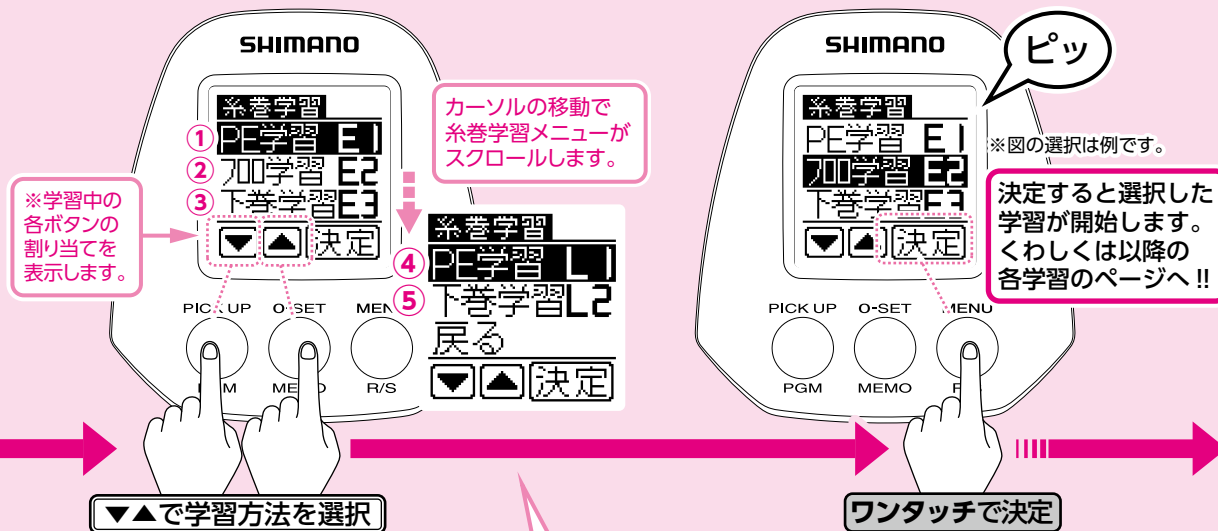 SHIMANO
糸巻学習
①PE学習 E1
②フロロ学習 E2
③下巻学習E3
▼▲決定
※学習中の
各ボタンの
割り当てを
表示します。
カーソルの移動で
糸巻学習メニューが
スクロールします。
糸巻学習
④PE学習 L1
⑤下巻学習L2
戻る
▼▲決定
PICK UP
MEMO
R/S
▼▲で学習方法を選択
SHIMANO
ピッ
糸巻学習
PE学習 E1
フロロ学習 E2
下巻学習E3
▼▲決定
※図の選択は例です。
決定すると選択した
学習が開始します。
くわしくは以降の
各学習のページへ!!
PICK UP O-SET MENU
PGM MEMO
ワンタッチで決定